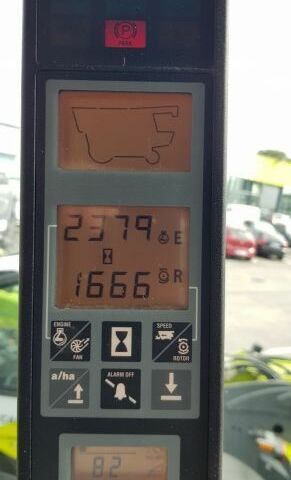 PARK
2379 E
1666 R
ENGINE
FAN
SPEED
ROTOR
a/ha
ALARM OFF
82